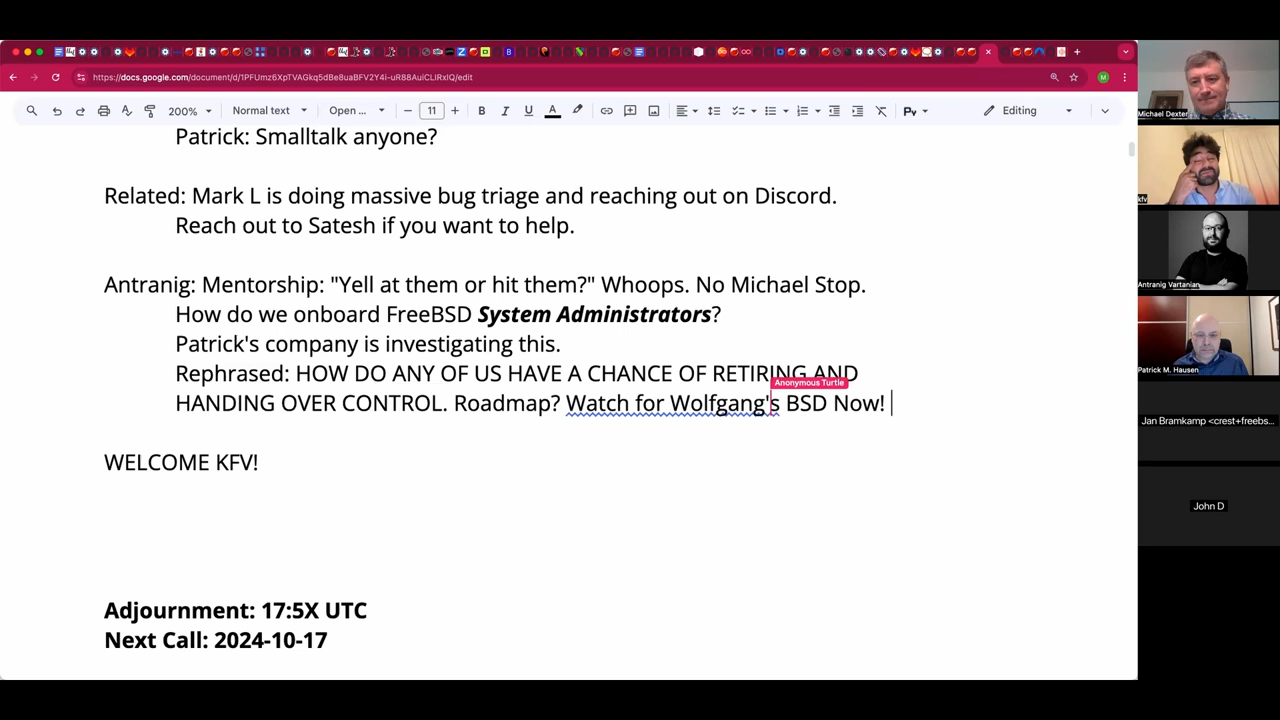 https://docs.google.com/document/d/1PFUmz6XpTVAGkq5dBe8uaBFV2Y4i-uR88AuiCLIRxIQ/edit
200%
Normal text
Open ...
11
Editing
Patrick: Smalltalk anyone?
Related: Mark L is doing massive bug triage and reaching out on Discord.
Reach out to Satesh if you want to help.
Antranig: Mentorship: "Yell at them or hit them?" Whoops. No Michael Stop.
How do we onboard FreeBSD System Administrators?
Patrick's company is investigating this.
Rephrased: HOW DO ANY OF US HAVE A CHANCE OF RETIRING AND
Anonymous Turtle
HANDING OVER CONTROL. Roadmap? Watch for Wolfgang's BSD Now!
WELCOME KFV!
Adjournment: 17:5X UTC
Next Call: 2024-10-17
Michael Dexter
kfv
Antranig Vartanian
Patrick M. Hausen
Jan Bramkamp <crest+freebs...
John D